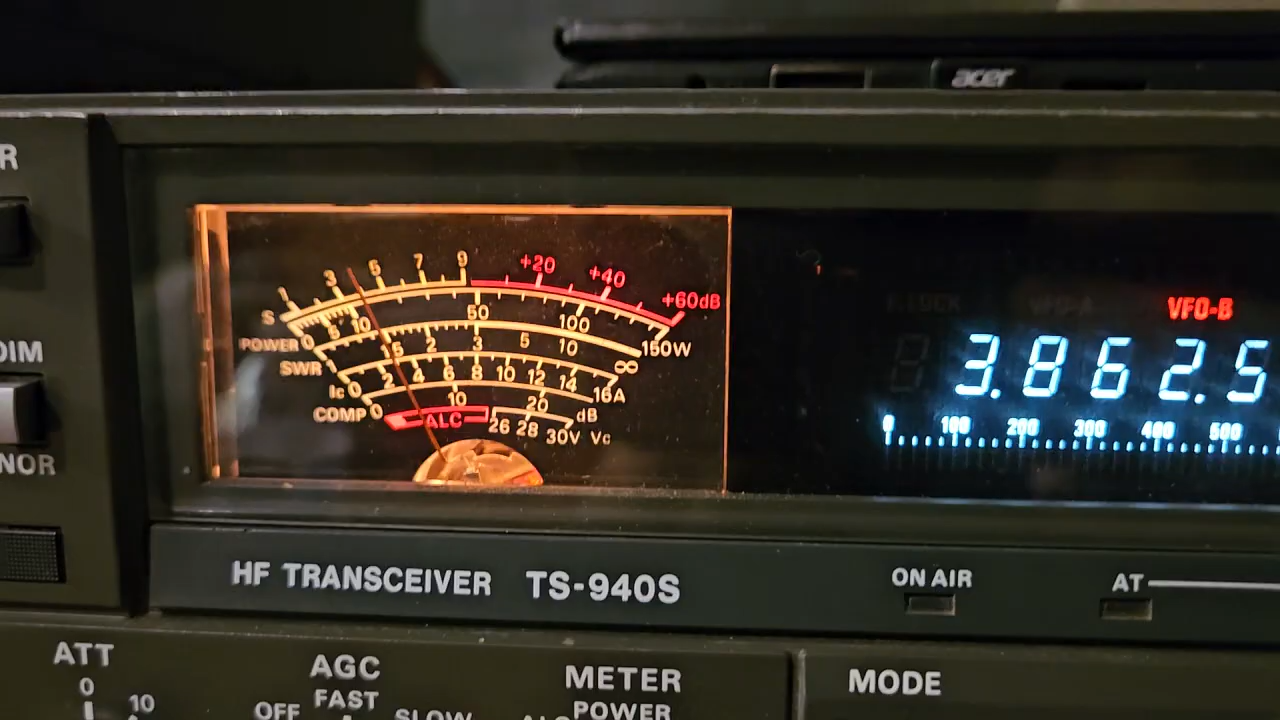 acer
R
DIM
NOR
1 3 5 7 9 +20 +40 +60dB
S
POWER 0 5 10 50 100 150W
SWR 1 1.5 2 3 5 10 ∞
Ic 0 2 4 6 8 10 12 14 16A
COMP 0 10 20 dB
ALC 26 28 30V Vc
VFO-B
3.862.5
0 100 200 300 400 500
HF TRANSCEIVER TS-940S
ON AIR
AT
ATT
0
10
AGC
FAST
OFF
SLOW
METER
POWER
ALC
MODE